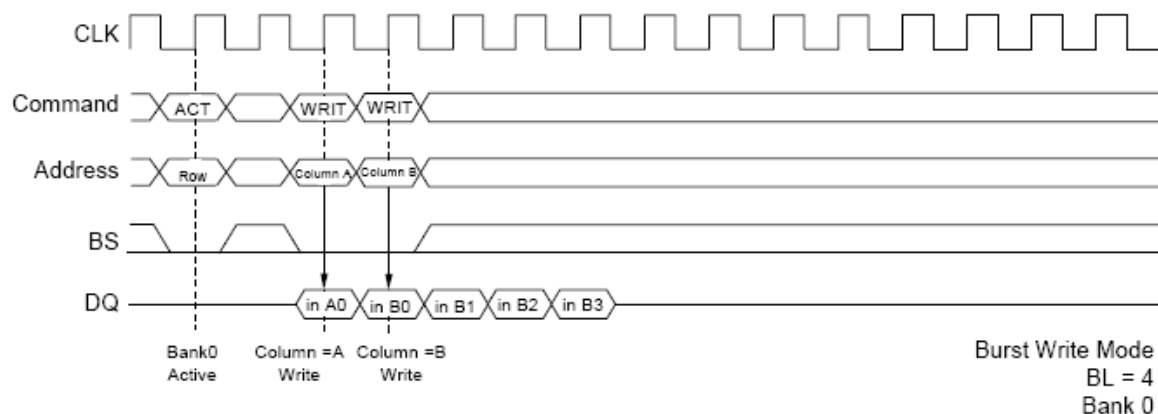 CLK
Command ACT WRIT WRIT
Address Row Column A Column B
BS
DQ in A0 in B0 in B1 in B2 in B3
Bank0 Column =A Column =B
Active Write Write
Burst Write Mode
BL = 4
Bank 0